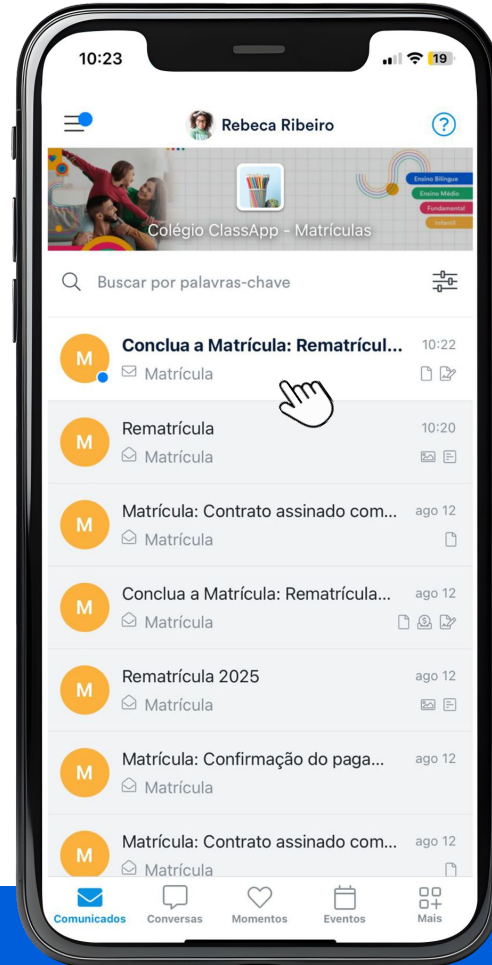 10:23
19
Rebeca Ribeiro
?
Ensino Bilíngue
Ensino Médio
Fundamental
Infantil
Colégio ClassApp - Matrículas
Buscar por palavras-chave
M
Conclua a Matrícula: Rematrícul... 10:22
Matrícula
M
Rematrícula 10:20
Matrícula
M
Matrícula: Contrato assinado com... ago 12
Matrícula
M
Conclua a Matrícula: Rematrícula... ago 12
Matrícula
M
Rematrícula 2025 ago 12
Matrícula
M
Matrícula: Confirmação do paga... ago 12
Matrícula
M
Matrícula: Contrato assinado com... ago 12
Matrícula
Comunicados Conversas Momentos Eventos Mais